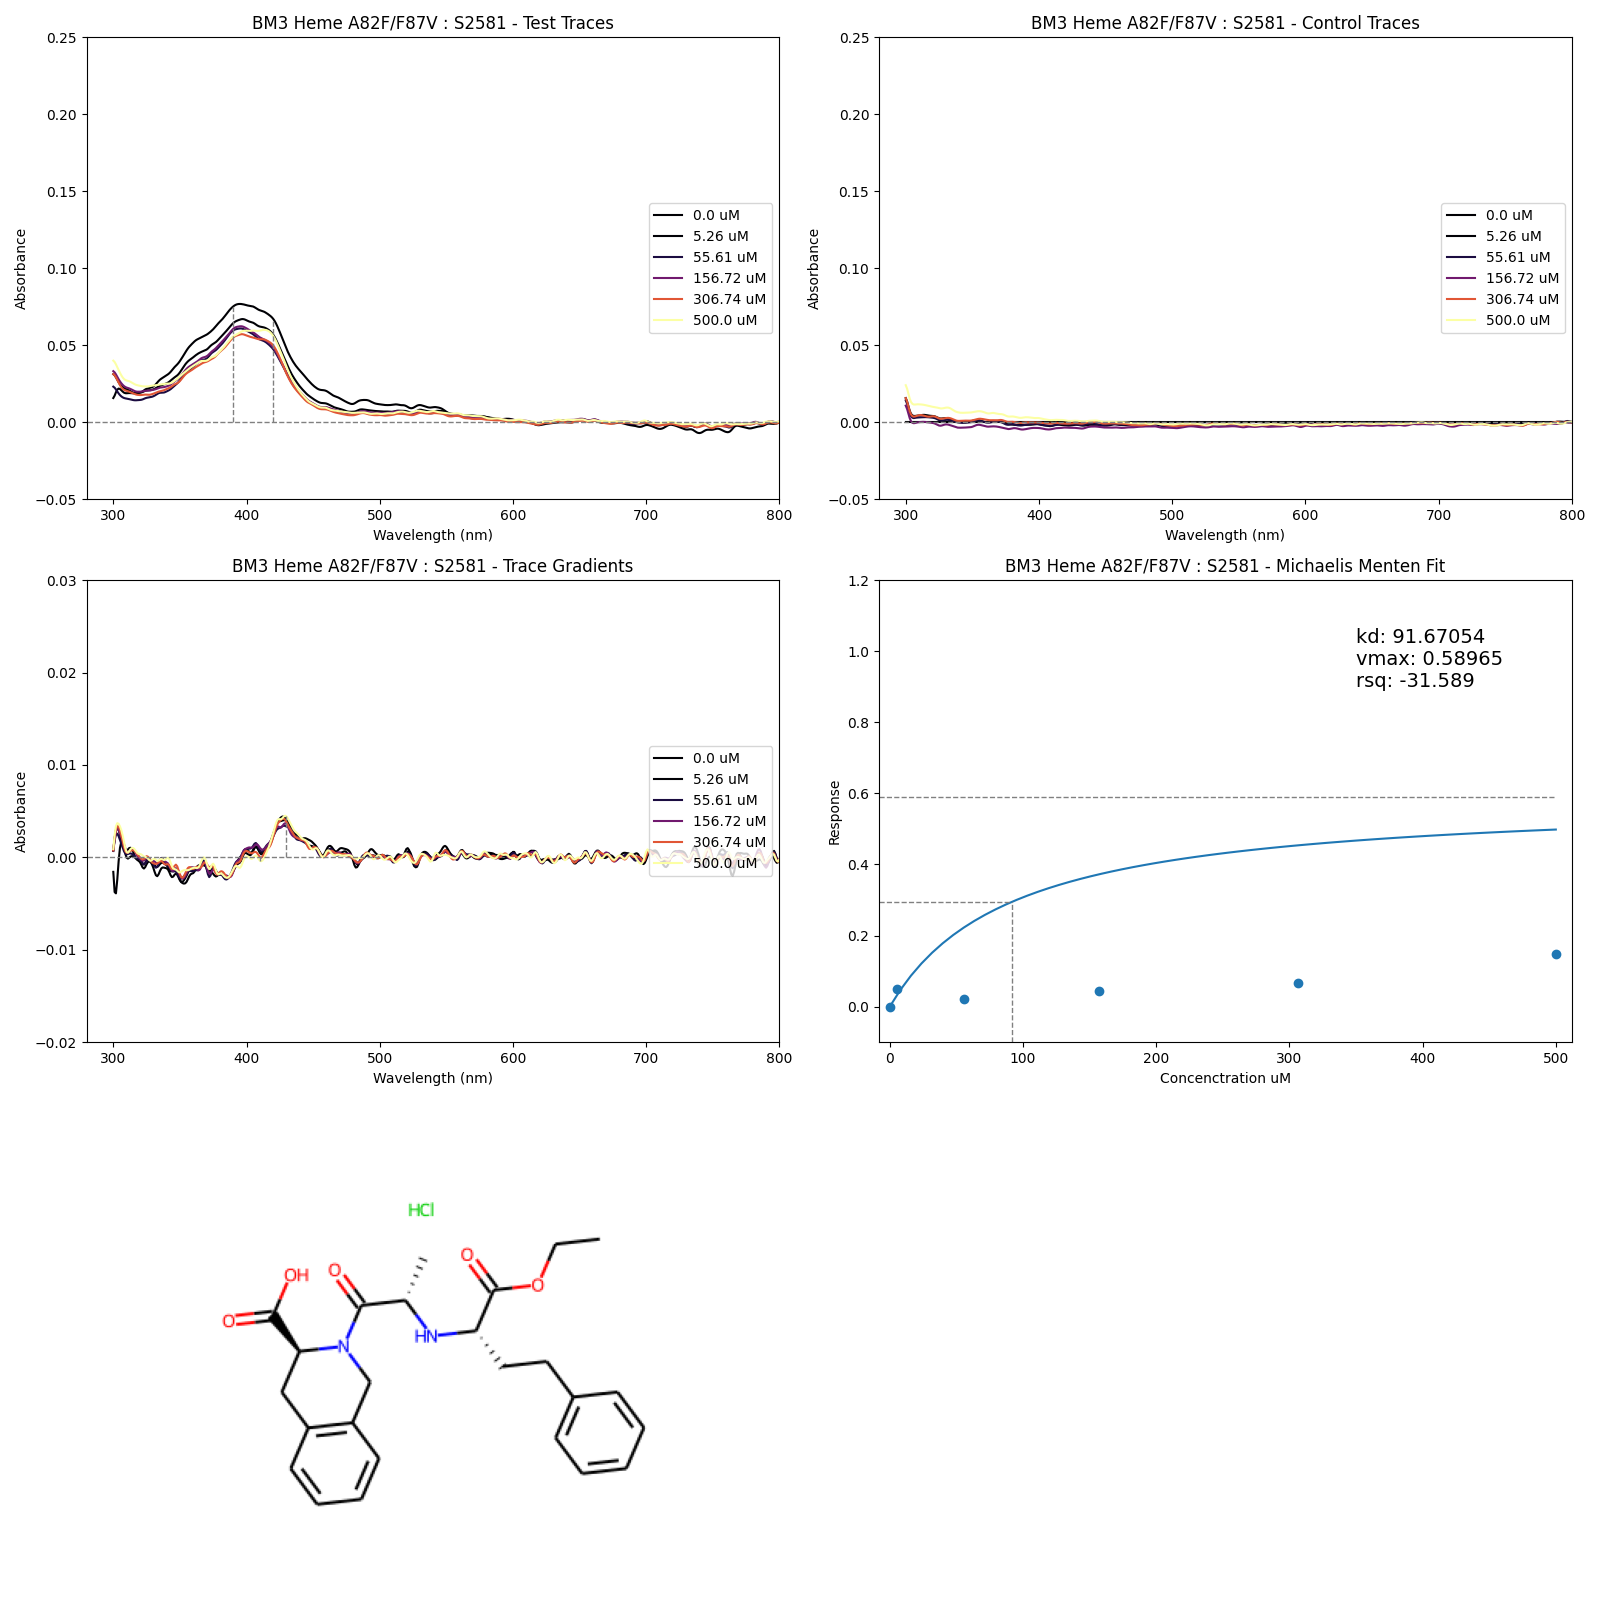 BM3 Heme A82F/F87V : S2581 - Test Traces
0.25
0.20
0.15
0.10
0.05
0.00
−0.05
Absorbance
300
400
500
600
700
800
Wavelength (nm)
0.0 uM
5.26 uM
55.61 uM
156.72 uM
306.74 uM
500.0 uM
BM3 Heme A82F/F87V : S2581 - Control Traces
0.25
0.20
0.15
0.10
0.05
0.00
−0.05
Absorbance
300
400
500
600
700
800
Wavelength (nm)
0.0 uM
5.26 uM
55.61 uM
156.72 uM
306.74 uM
500.0 uM
BM3 Heme A82F/F87V : S2581 - Trace Gradients
0.03
0.02
0.01
0.00
−0.01
−0.02
Absorbance
300
400
500
600
700
800
Wavelength (nm)
0.0 uM
5.26 uM
55.61 uM
156.72 uM
306.74 uM
500.0 uM
BM3 Heme A82F/F87V : S2581 - Michaelis Menten Fit
1.2
1.0
0.8
0.6
0.4
0.2
0.0
Response
0
100
200
300
400
500
Concenctration uM
kd: 91.67054
vmax: 0.58965
rsq: -31.589
HCl
O
OH
O
O
O
N
HN